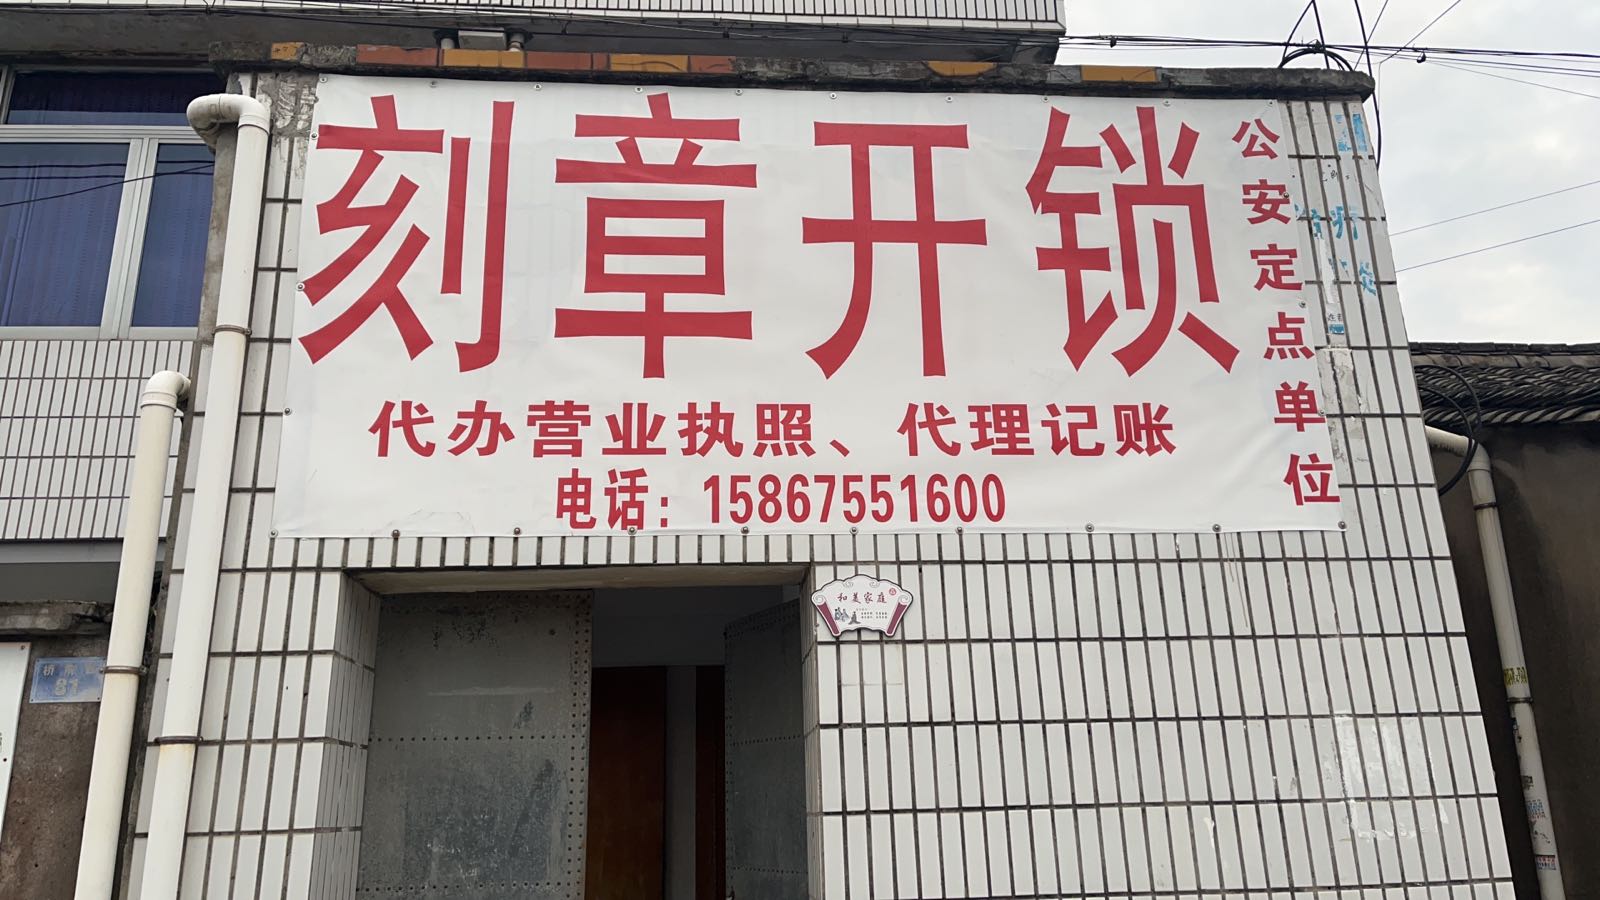 刻章开锁
公安定点单位
代办营业执照、代理记账
电话：15867551600
和美家庭
81